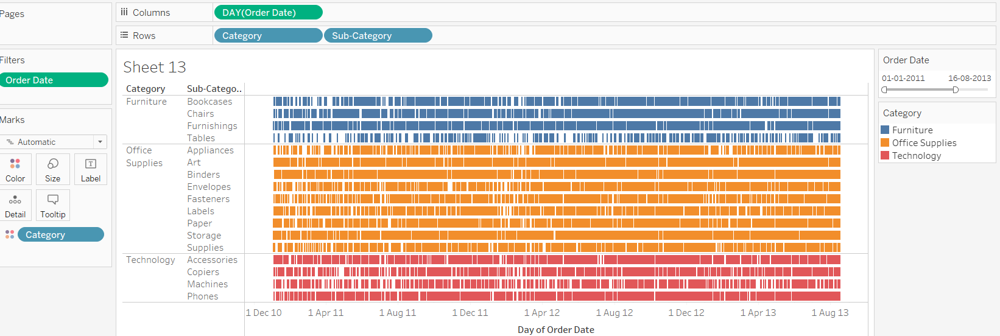 Pages
Columns
DAY(Order Date)
Rows
Category Sub-Category
Filters
Order Date
Marks
Automatic
Color Size Label
Detail Tooltip
Category
Sheet 13
Category Sub-Catego..
Furniture Bookcases
Chairs
Furnishings
Tables
Office Supplies Appliances
Art
Binders
Envelopes
Fasteners
Labels
Paper
Storage
Supplies
Technology Accessories
Copiers
Machines
Phones
1 Dec 10 1 Apr 11 1 Aug 11 1 Dec 11 1 Apr 12 1 Aug 12 1 Dec 12 1 Apr 13 1 Aug 13
Day of Order Date
Order Date
01-01-2011 16-08-2013
Category
Furniture
Office Supplies
Technology